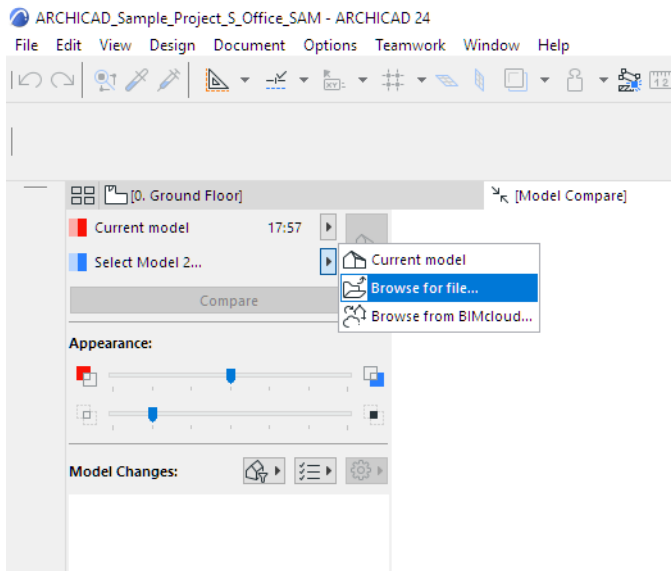 ARCHICAD_Sample_Project_S_Office_SAM - ARCHICAD 24
File Edit View Design Document Options Teamwork Window Help
[0. Ground Floor] [Model Compare]
Current model 17:57
Select Model 2...
Current model
Browse for file...
Browse from BIMcloud...
Compare
Appearance:
Model Changes: